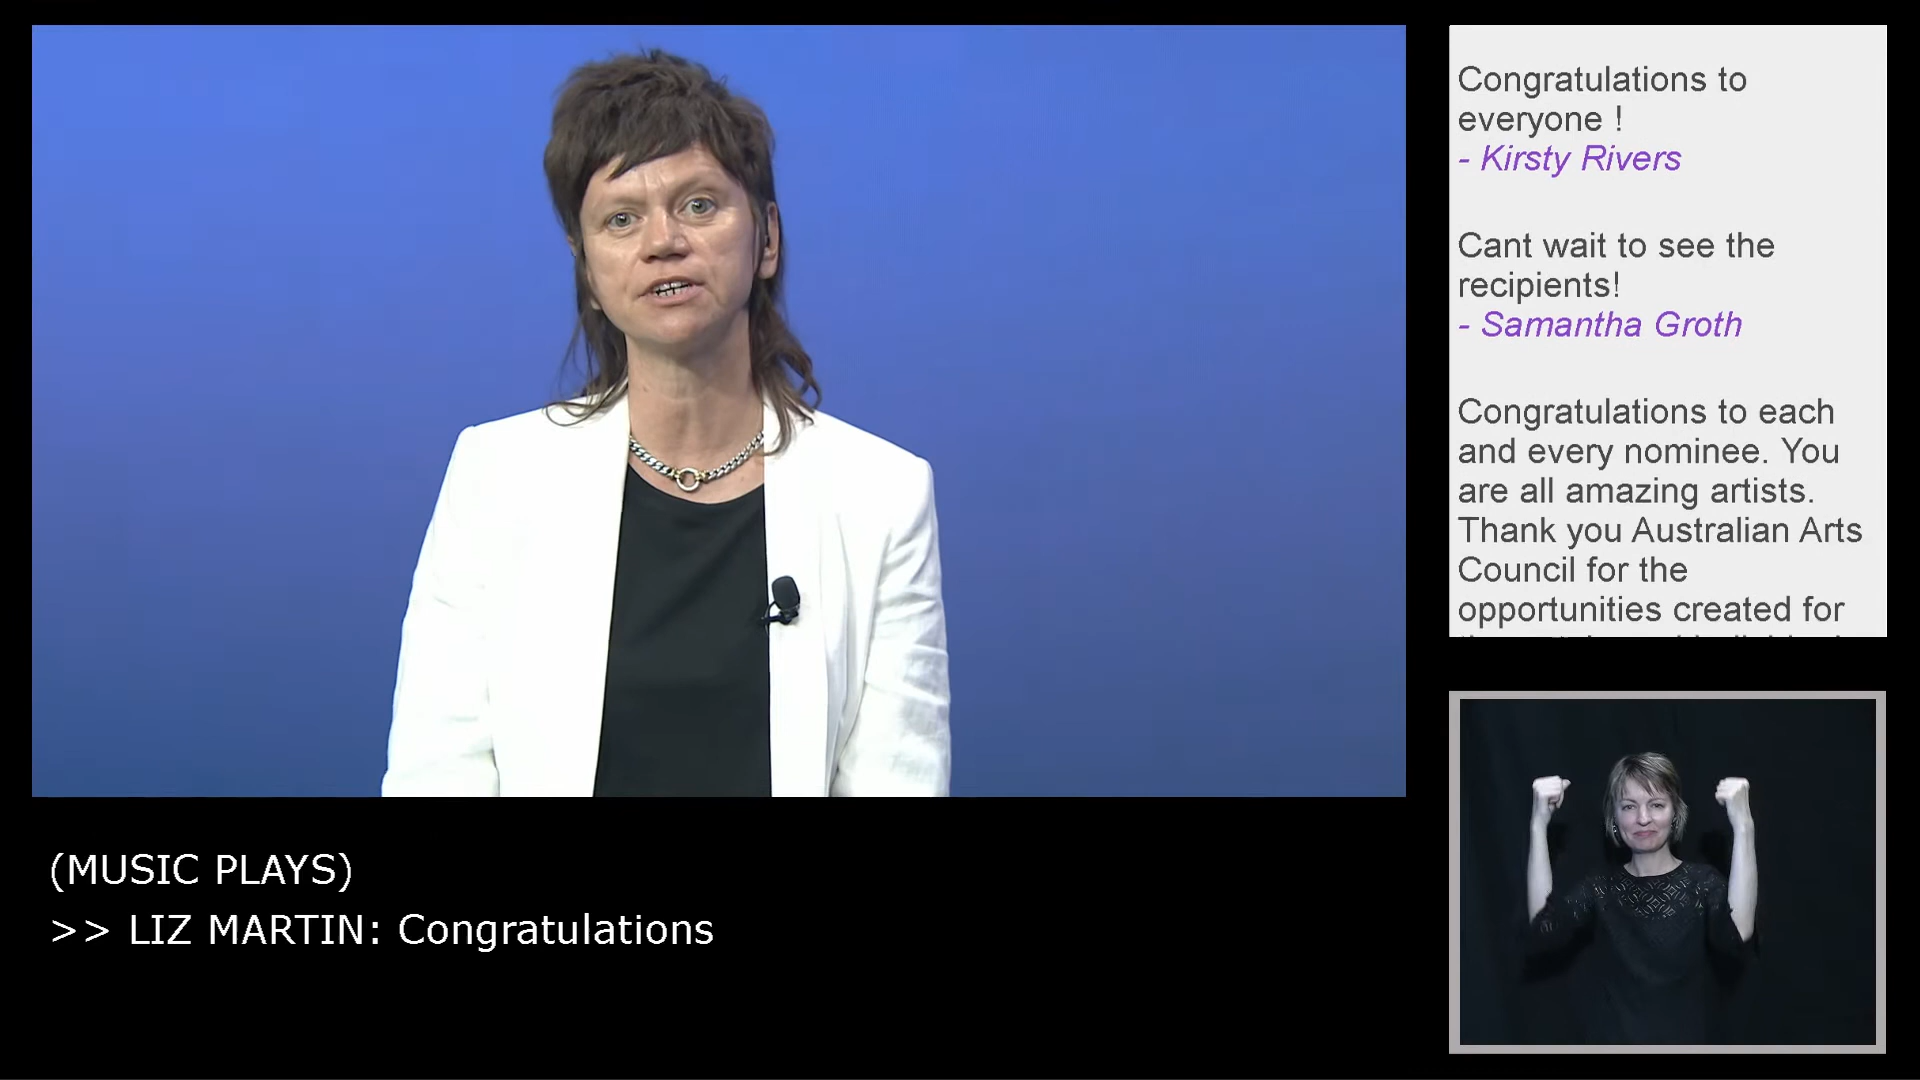 Congratulations to
everyone !
- Kirsty Rivers
Cant wait to see the
recipients!
- Samantha Groth
Congratulations to each
and every nominee. You
are all amazing artists.
Thank you Australian Arts
Council for the
opportunities created for
(MUSIC PLAYS)
>> LIZ MARTIN: Congratulations